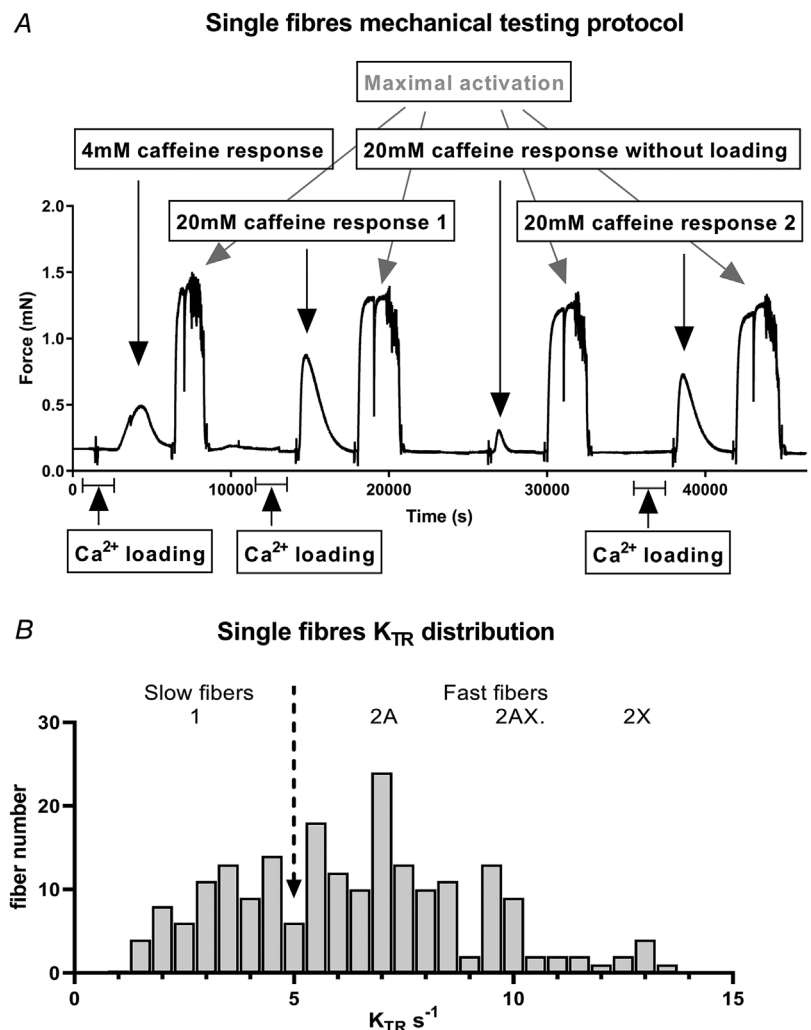 A
Single fibres mechanical testing protocol
Maximal activation
4mM caffeine response
20mM caffeine response without loading
20mM caffeine response 1
20mM caffeine response 2
Force (mN)
2.0
1.5
1.0
0.5
0.0
0 10000 20000 30000 40000
Time (s)
Ca²⁺ loading
Ca²⁺ loading
Ca²⁺ loading
B
Single fibres K_TR distribution
Slow fibers
1
Fast fibers
2A 2AX. 2X
fiber number
30
20
10
0
0 5 10 15
K_TR s⁻¹